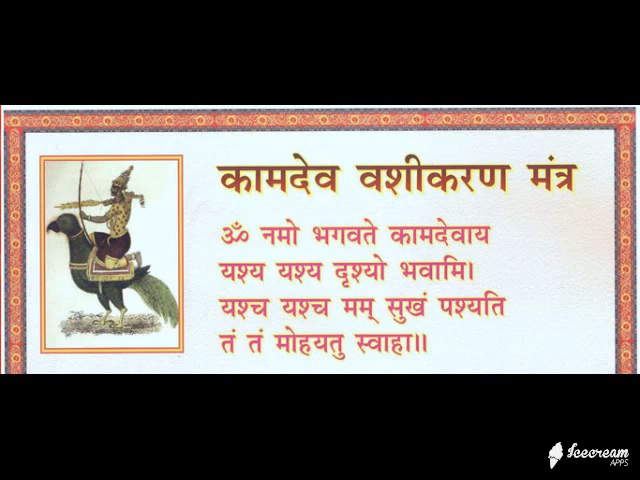 कामदेव वशीकरण मंत्र
ॐ नमो भगवते कामदेवाय
यश्य यश्य दृश्यो भवामि।
यश्च यश्च मम् सुखं पश्यति
तं तं मोहयतु स्वाहा॥
Icecream
APPS